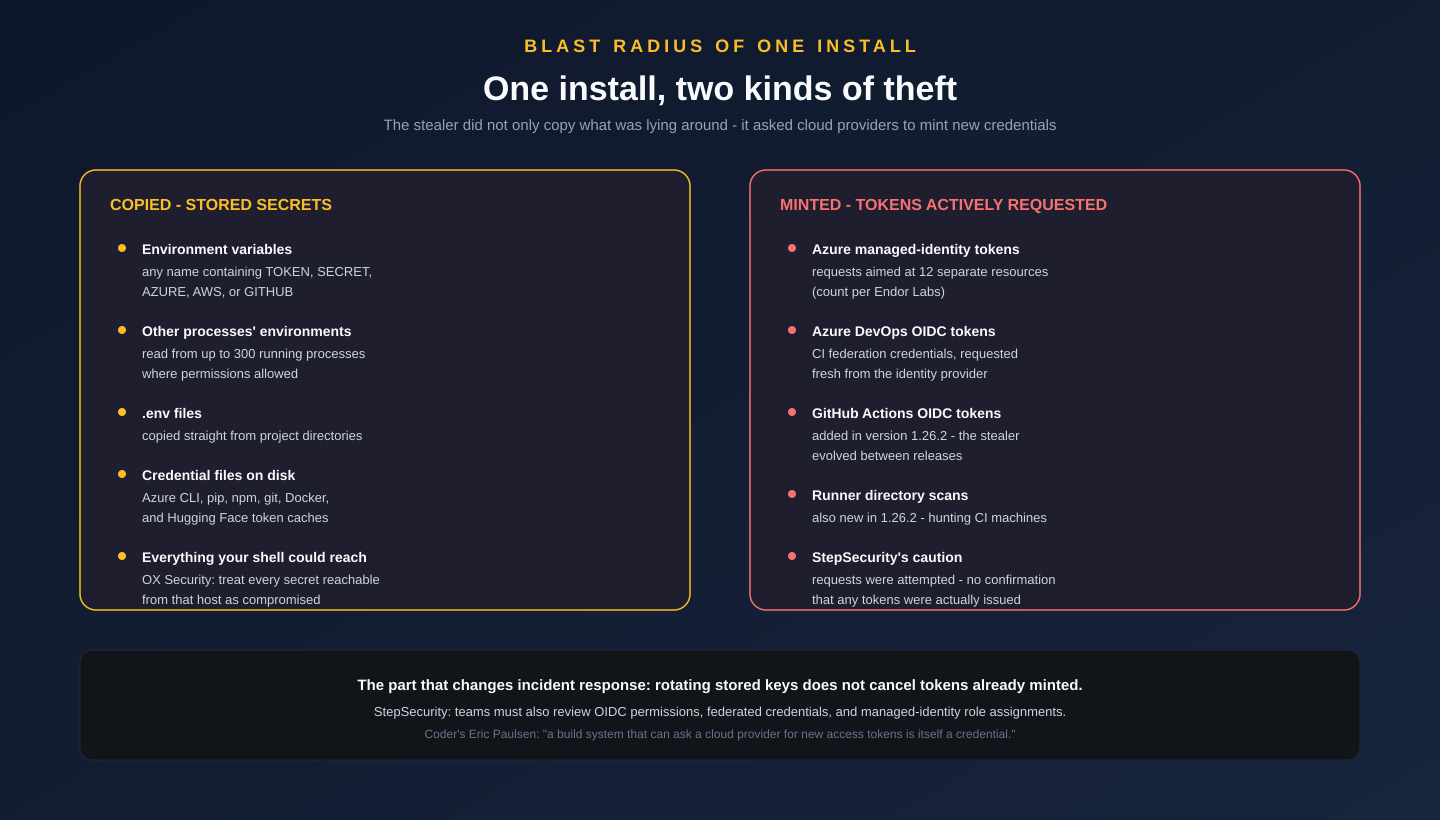 BLAST RADIUS OF ONE INSTALL
One install, two kinds of theft
The stealer did not only copy what was lying around - it asked cloud providers to mint new credentials
COPIED - STORED SECRETS
Environment variables
any name containing TOKEN, SECRET,
AZURE, AWS, or GITHUB
Other processes' environments
read from up to 300 running processes
where permissions allowed
.env files
copied straight from project directories
Credential files on disk
Azure CLI, pip, npm, git, Docker,
and Hugging Face token caches
Everything your shell could reach
OX Security: treat every secret reachable
from that host as compromised
MINTED - TOKENS ACTIVELY REQUESTED
Azure managed-identity tokens
requests aimed at 12 separate resources
(count per Endor Labs)
Azure DevOps OIDC tokens
CI federation credentials, requested
fresh from the identity provider
GitHub Actions OIDC tokens
added in version 1.26.2 - the stealer
evolved between releases
Runner directory scans
also new in 1.26.2 - hunting CI machines
StepSecurity's caution
requests were attempted - no confirmation
that any tokens were actually issued
The part that changes incident response: rotating stored keys does not cancel tokens already minted.
StepSecurity: teams must also review OIDC permissions, federated credentials, and managed-identity role assignments.
Coder's Eric Paulsen: "a build system that can ask a cloud provider for new access tokens is itself a credential."